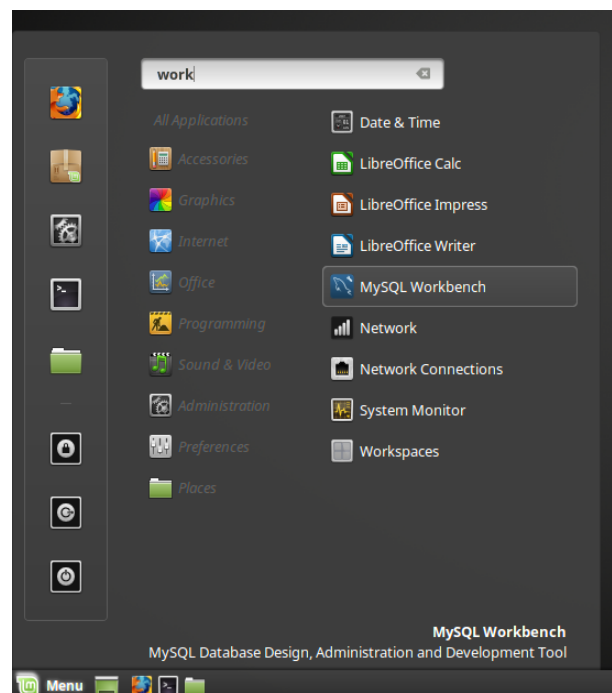 work
All Applications
Accessories
Graphics
Internet
Office
Programming
Sound & Video
Administration
Preferences
Places
Date & Time
LibreOffice Calc
LibreOffice Impress
LibreOffice Writer
MySQL Workbench
Network
Network Connections
System Monitor
Workspaces
MySQL Workbench
MySQL Database Design, Administration and Development Tool
Menu